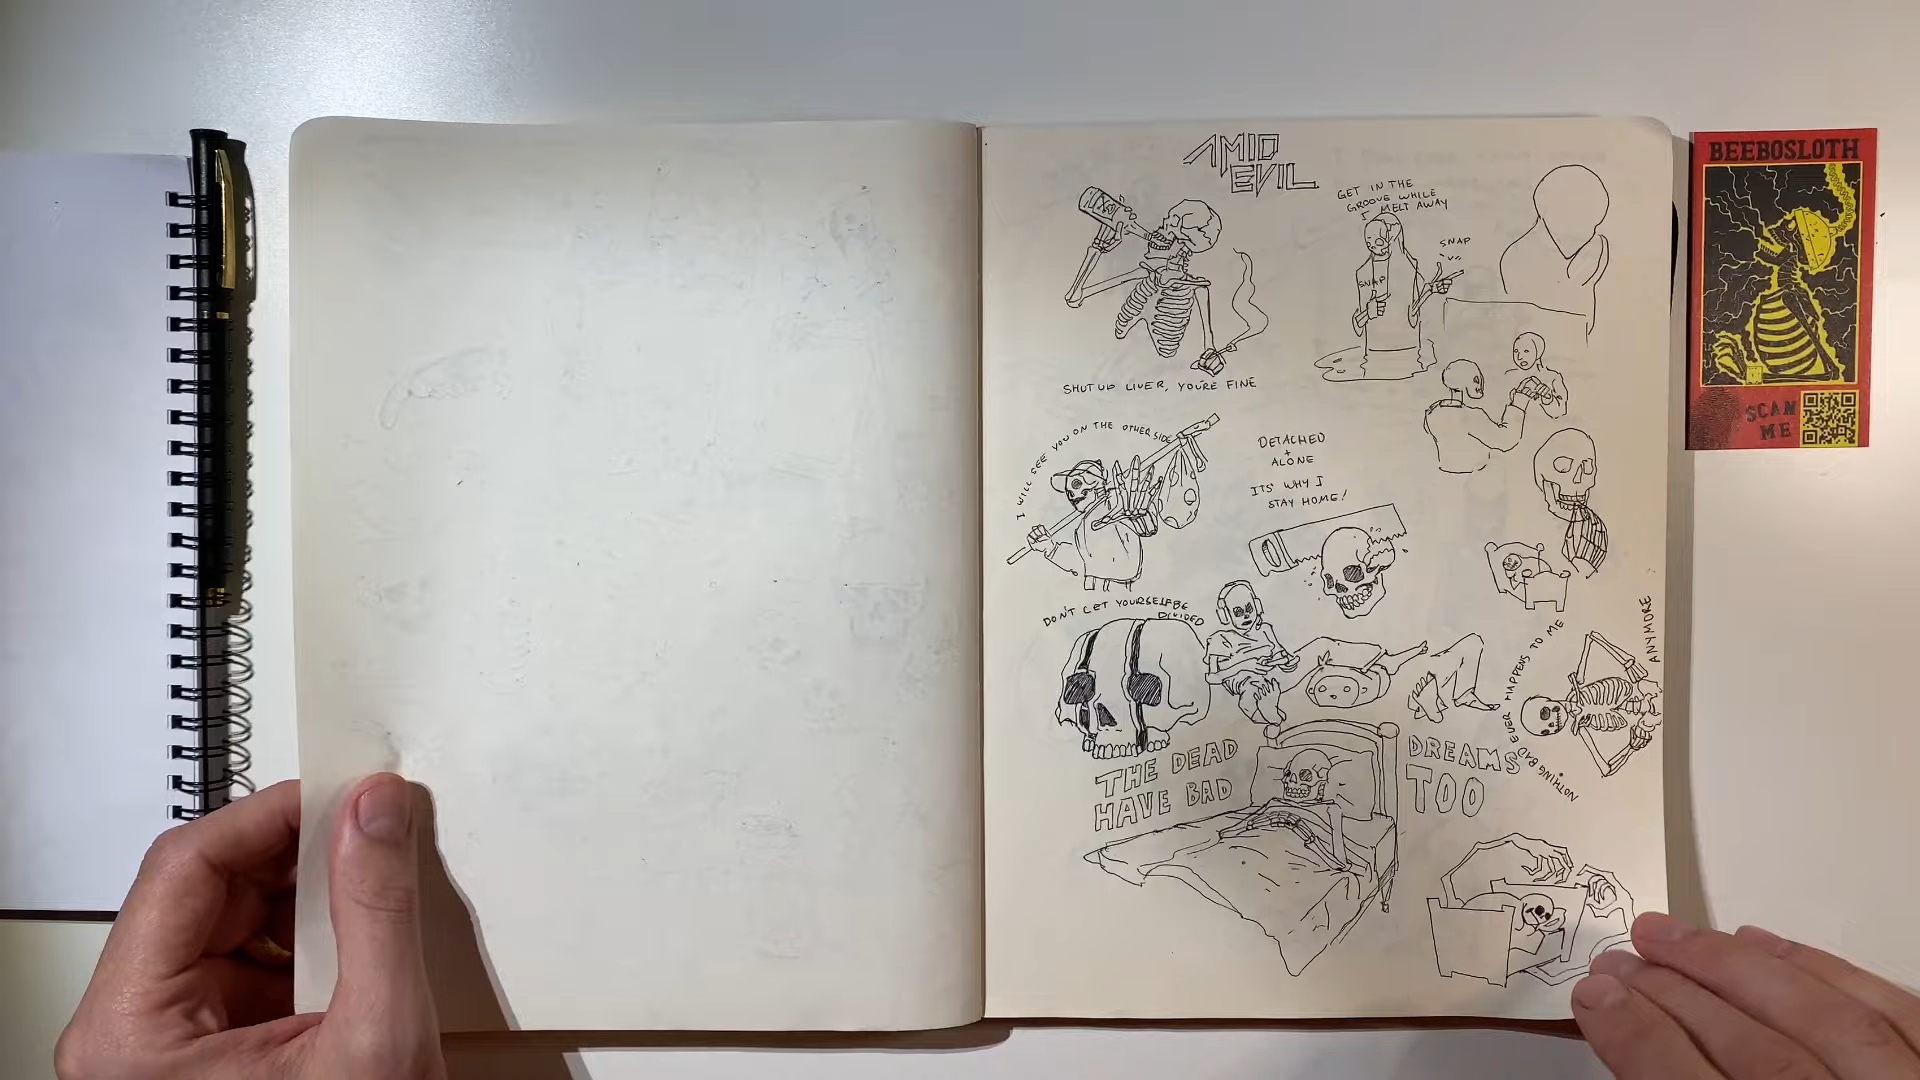 AMID
EVIL
GET IN THE
GROOVE WHILE
I MELT AWAY
SNAP
SNAP
SHUT UP LIVER, YOU'RE FINE
I WILL SEE YOU ON THE OTHER SIDE
DETACHED
+
ALONE
ITS' WHY I
STAY HOME!
DON'T LET YOURSELF BE
DIVIDED
NOTHING BAD EVER HAPPENS TO ME
ANYMORE
THE DEAD
HAVE BAD
DREAMS
TOO
BEEBOSLOTH
SCAN
ME